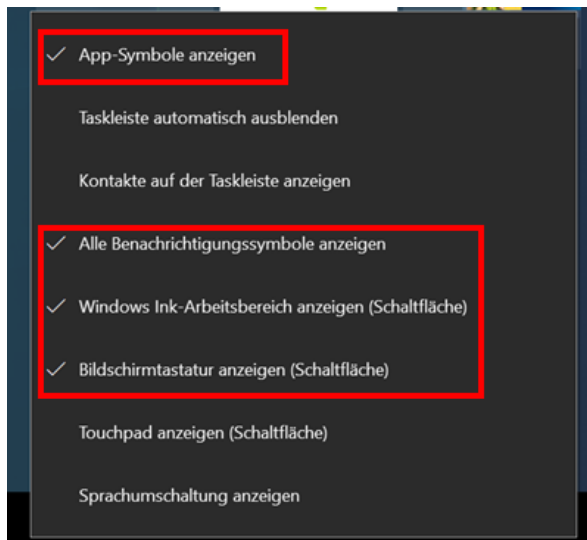 App-Symbole anzeigen
Taskleiste automatisch ausblenden
Kontakte auf der Taskleiste anzeigen
Alle Benachrichtigungssymbole anzeigen
Windows Ink-Arbeitsbereich anzeigen (Schaltfläche)
Bildschirmtastatur anzeigen (Schaltfläche)
Touchpad anzeigen (Schaltfläche)
Sprachumschaltung anzeigen